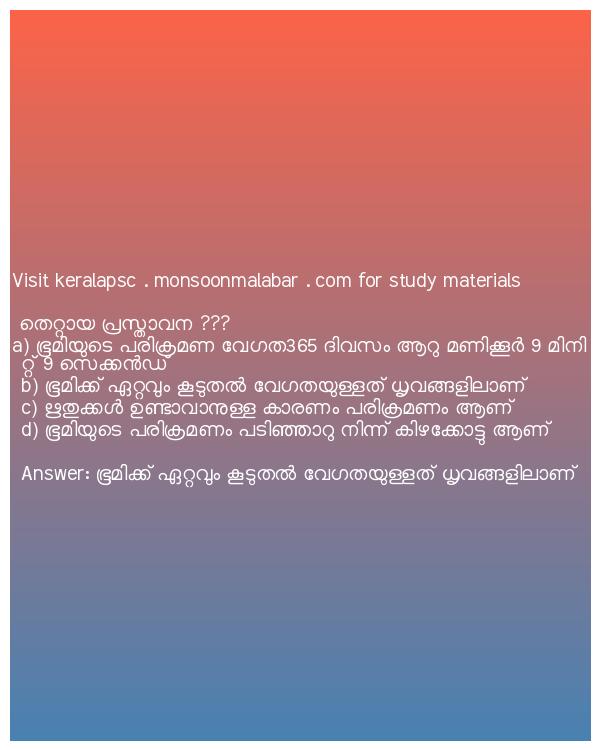 Visit keralapsc . monsoonmalabar . com for study materials
തെറ്റായ പ്രസ്താവന ???
a) ഭൂമിയുടെ പരിക്രമണ വേഗത365 ദിവസം ആറു മണിക്കൂർ 9 മിനി
റ്റ് 9 സെക്കൻഡ്
b) ഭൂമിക്ക് ഏറ്റവും കൂടുതൽ വേഗതയുള്ളത് ധൃവങ്ങളിലാണ്
c) ഋതുക്കൾ ഉണ്ടാവാനുള്ള കാരണം പരിക്രമണം ആണ്
d) ഭൂമിയുടെ പരിക്രമണം പടിഞ്ഞാറു നിന്ന് കിഴക്കോട്ടു ആണ്
Answer: ഭൂമിക്ക് ഏറ്റവും കൂടുതൽ വേഗതയുള്ളത് ധൃവങ്ങളിലാണ്